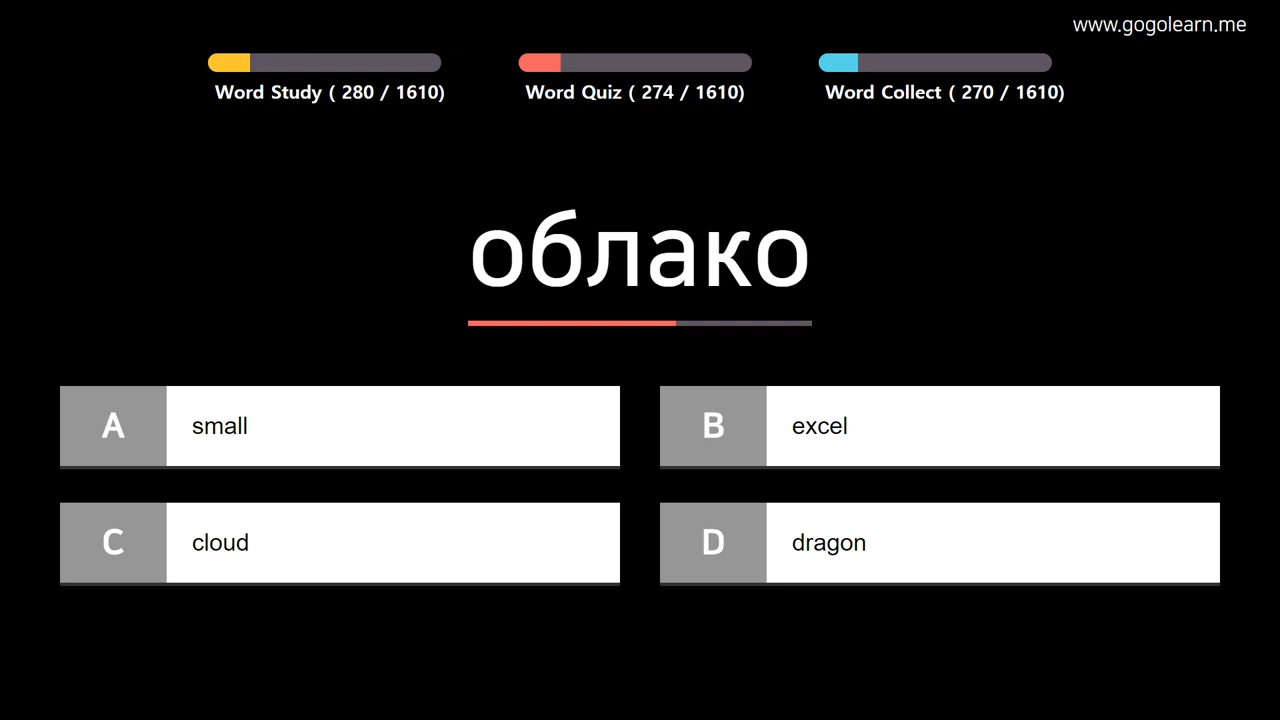 www.gogolearn.me
Word Study ( 280 / 1610)
Word Quiz ( 274 / 1610)
Word Collect ( 270 / 1610)
облако
A small
B excel
C cloud
D dragon